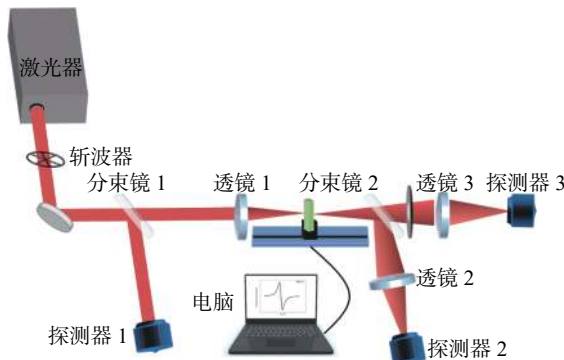 激光器
斩波器
分束镜 1
透镜 1
分束镜 2
透镜 3
探测器 3
透镜 2
电脑
探测器 1
探测器 2